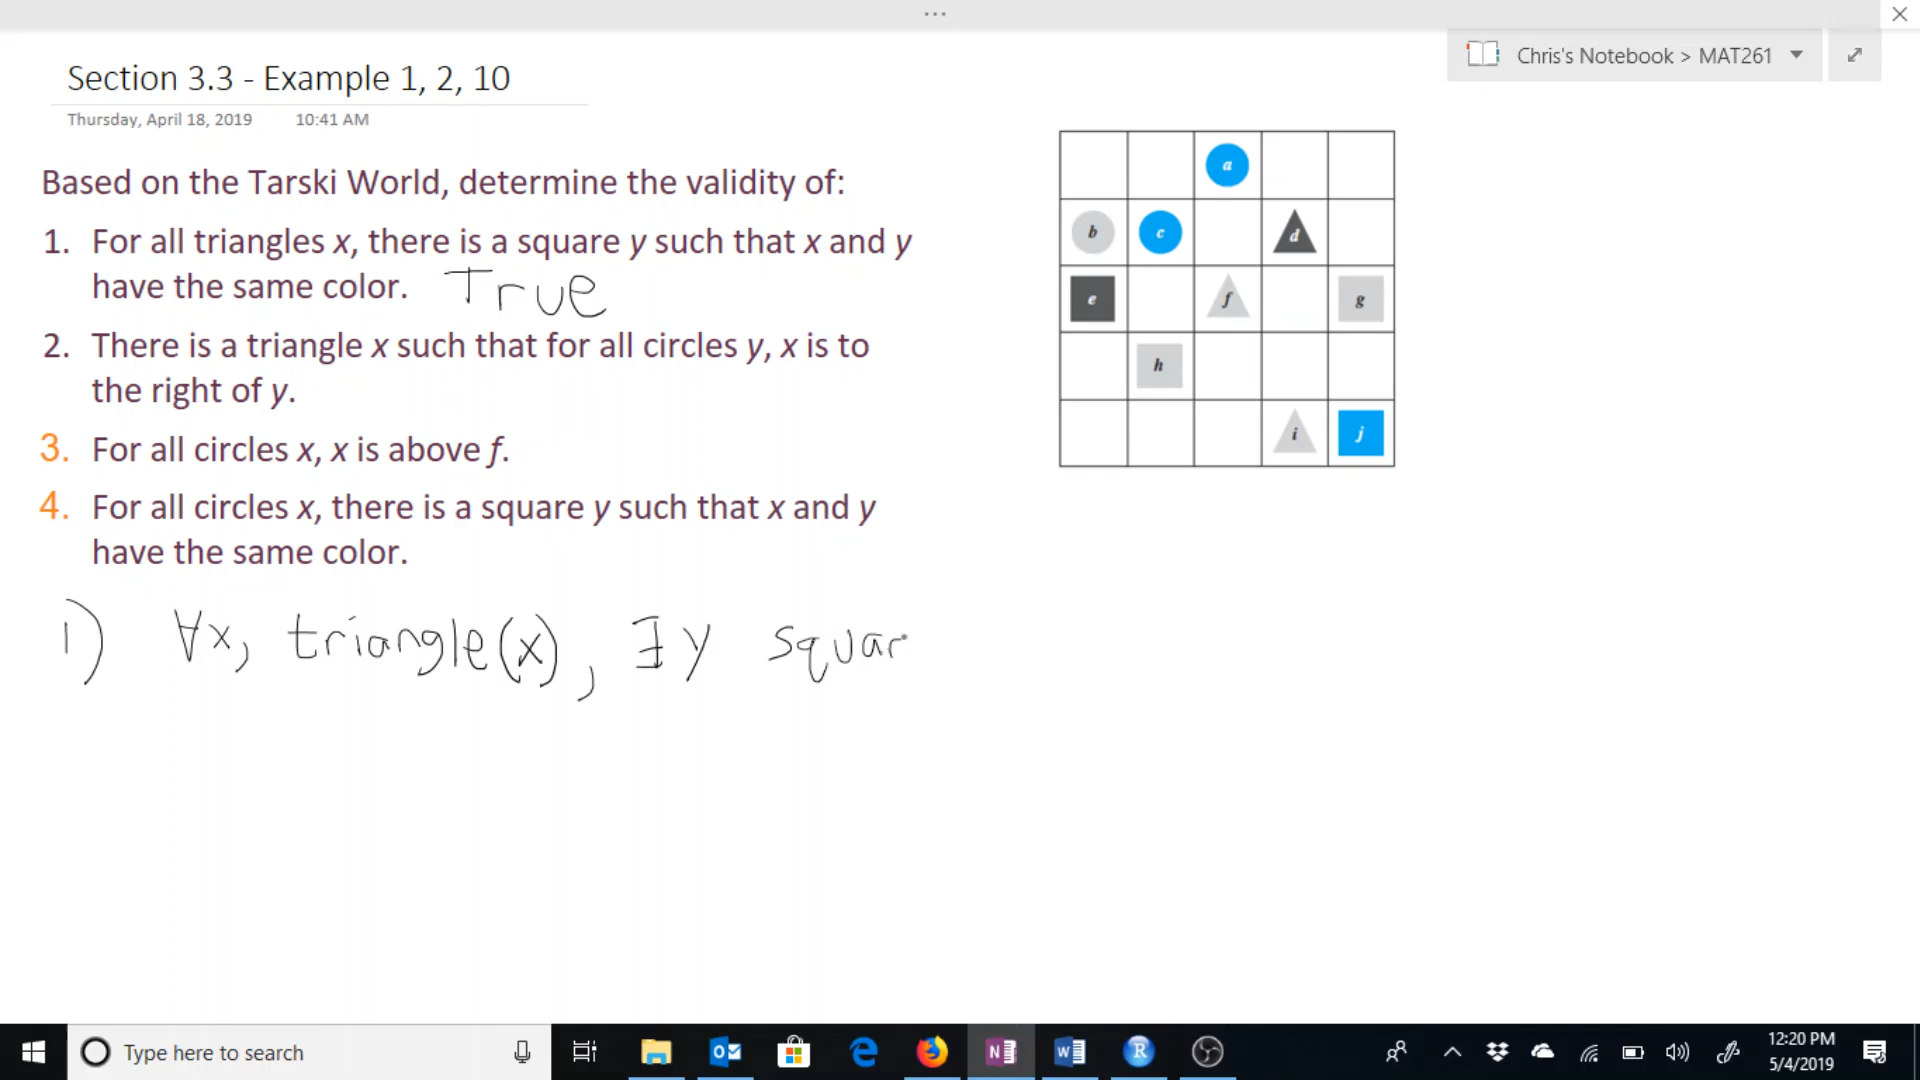 Chris's Notebook > MAT261
Section 3.3 - Example 1, 2, 10
Thursday, April 18, 2019 10:41 AM
Based on the Tarski World, determine the validity of:
1. For all triangles x, there is a square y such that x and y
have the same color. True
2. There is a triangle x such that for all circles y, x is to
the right of y.
3. For all circles x, x is above f.
4. For all circles x, there is a square y such that x and y
have the same color.
1) ∀x, triangle(x), ∃y squar
a
b c d
e f g
h
i j
Type here to search
12:20 PM
5/4/2019